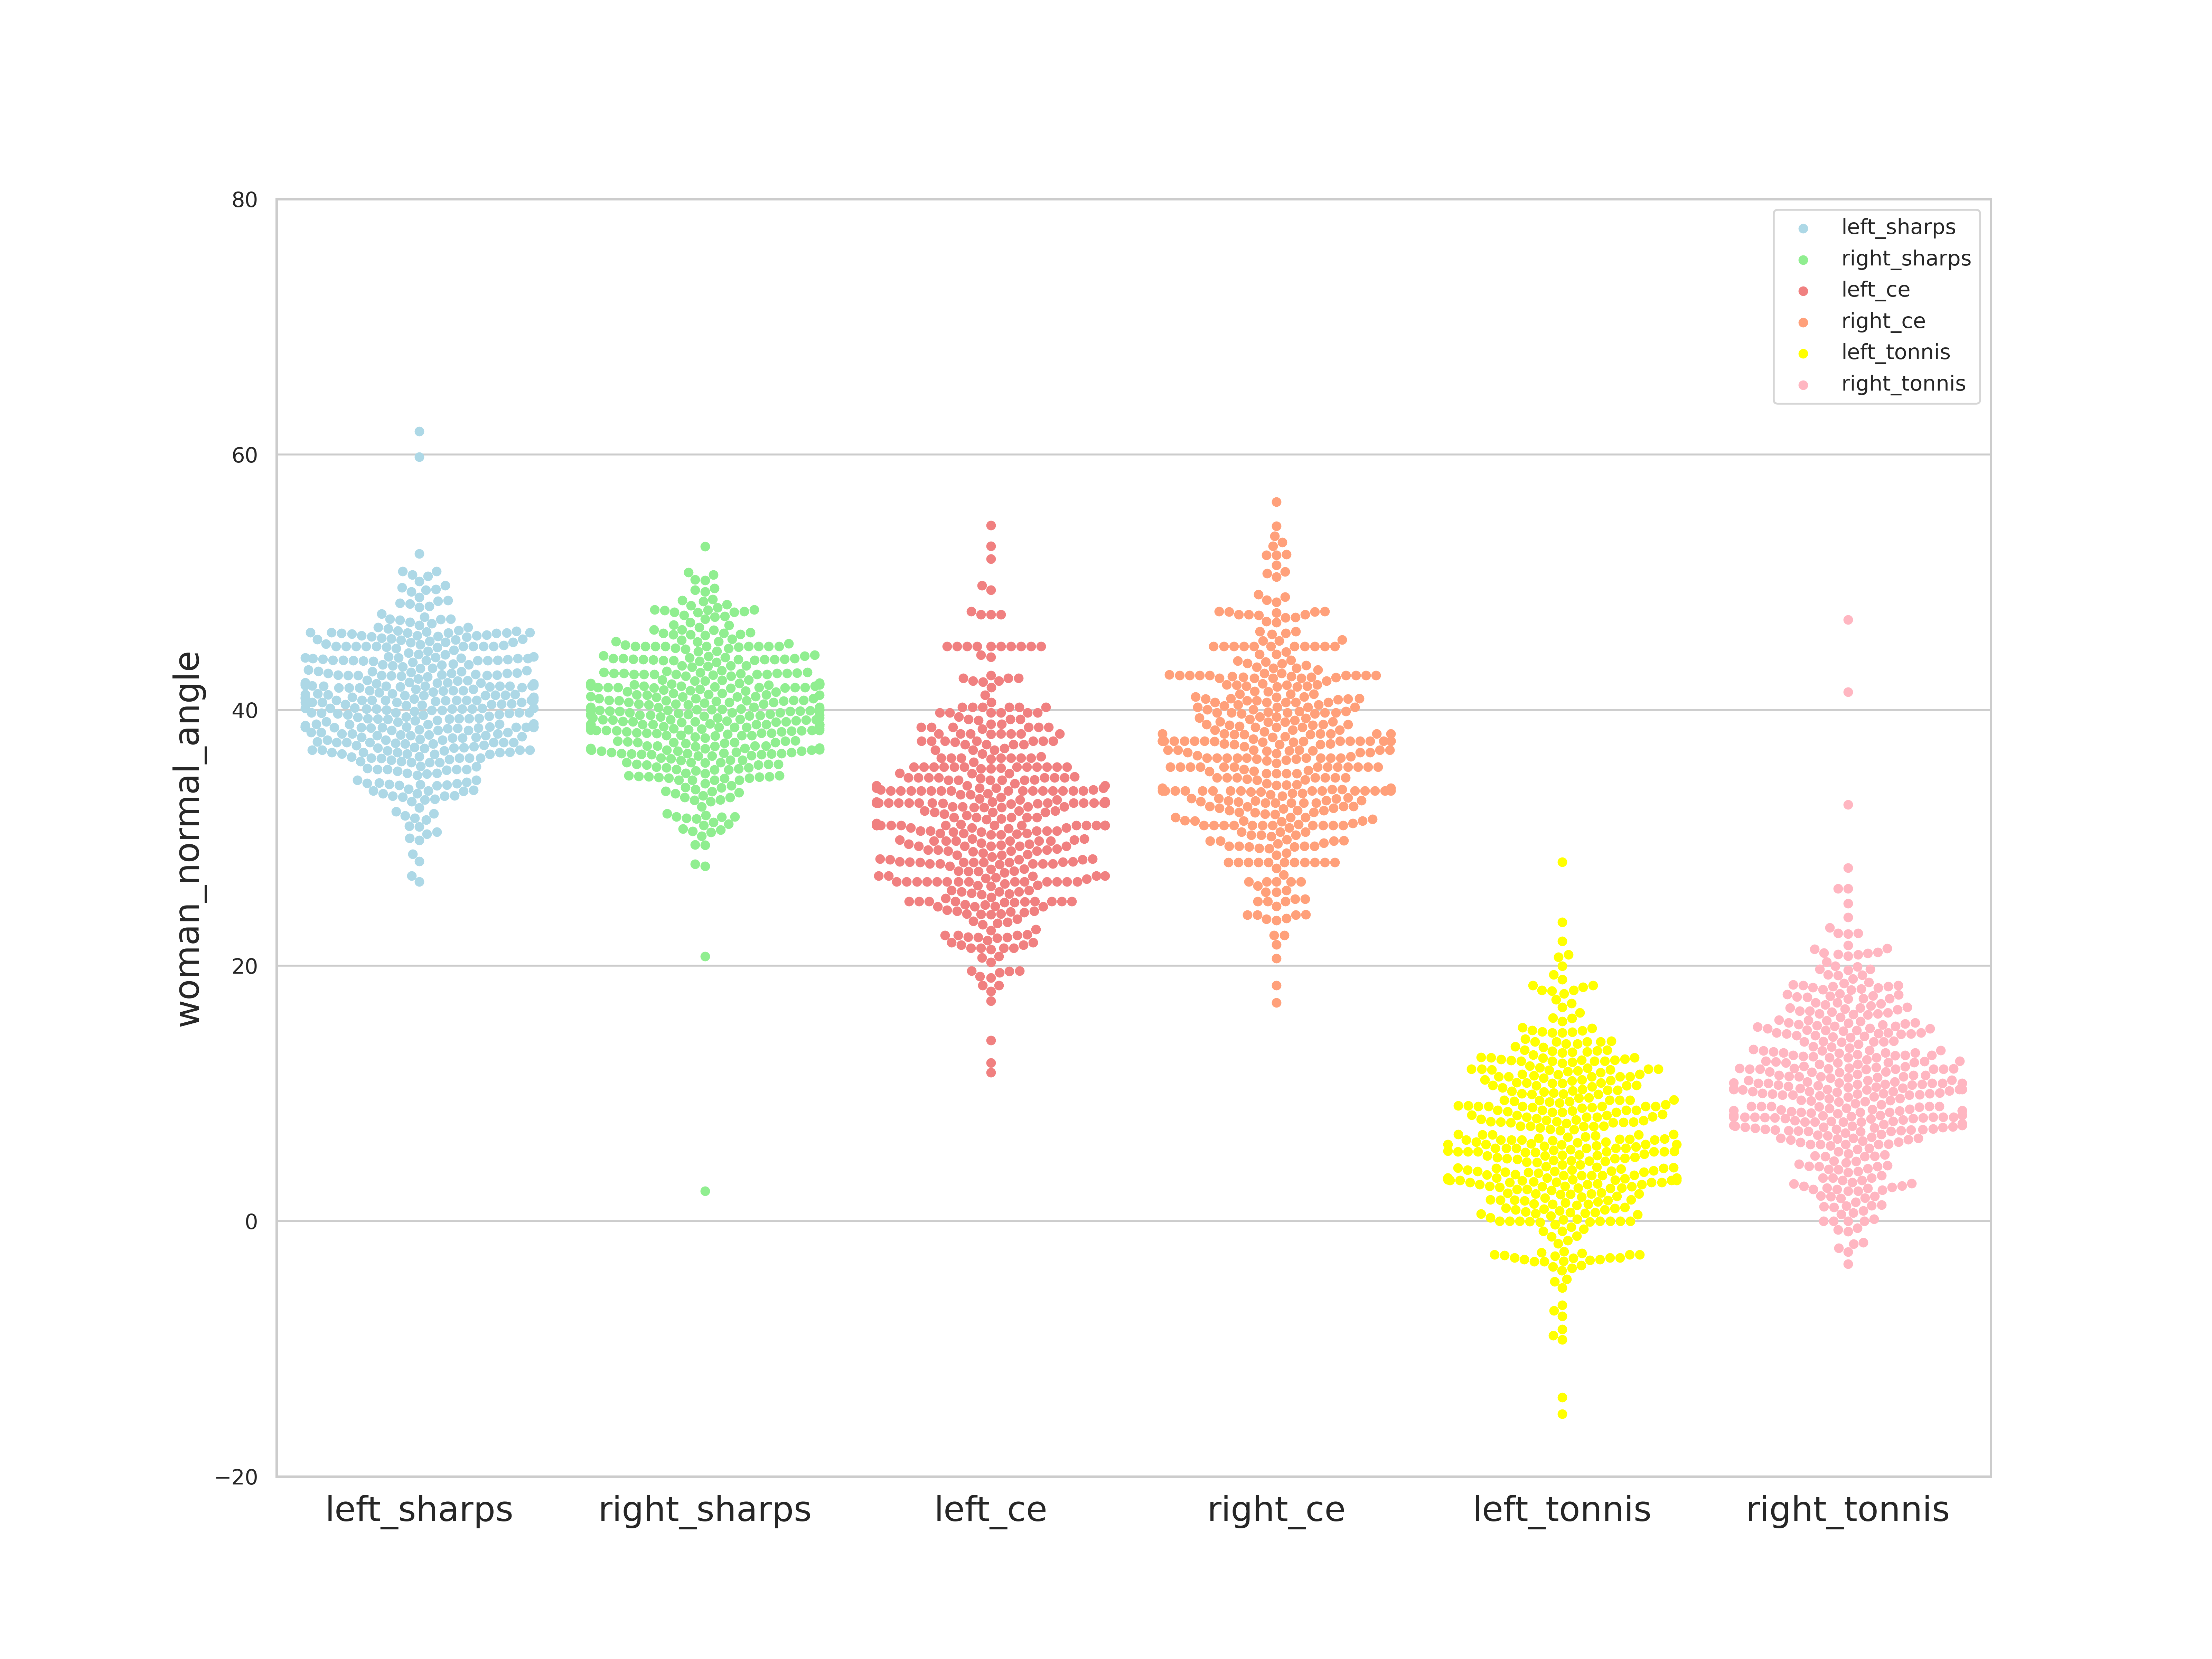 80
left_sharps
right_sharps
left_ce
right_ce
left_tonnis
right_tonnis
60
40
woman_normal_angle
20
0
−20
left_sharps right_sharps left_ce right_ce left_tonnis right_tonnis